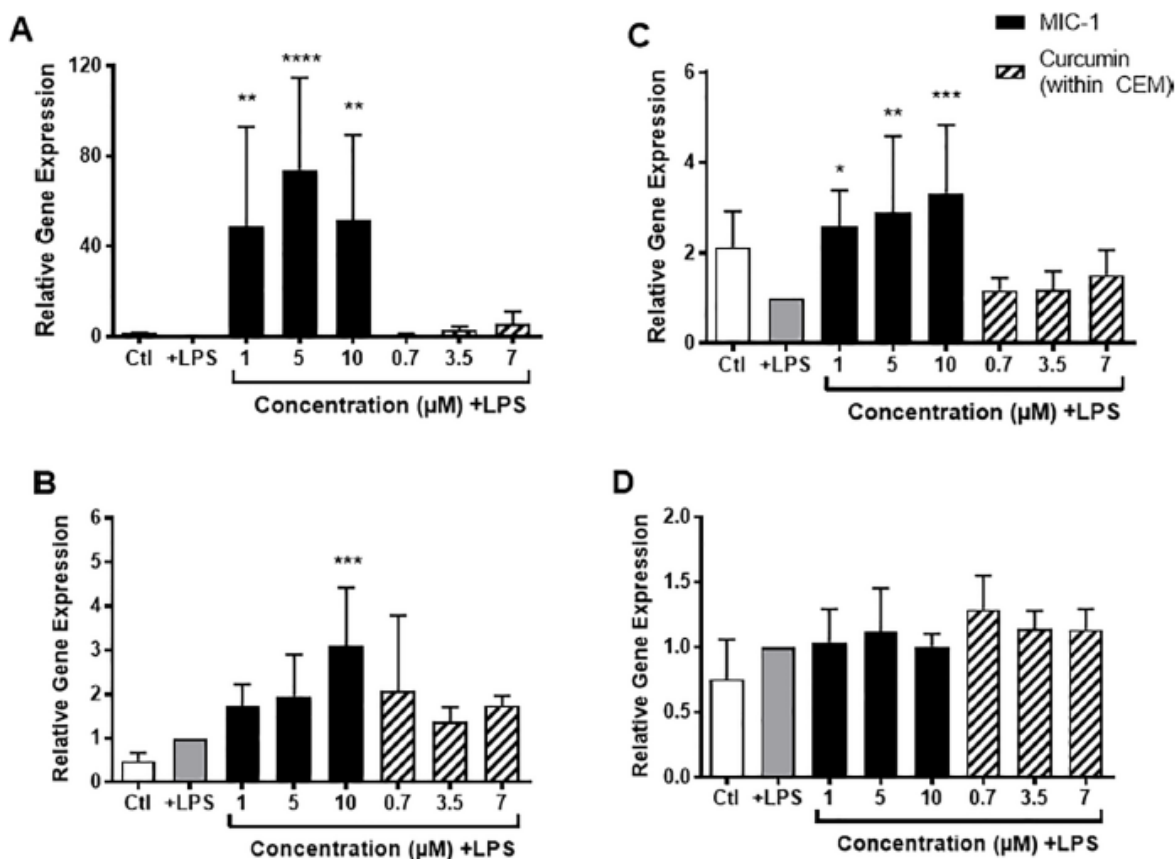 A
Relative Gene Expression
120
80
40
0
** **** **
Ctl +LPS 1 5 10 0.7 3.5 7
Concentration (µM) +LPS
C
MIC-1
Curcumin
(within CEM)
Relative Gene Expression
6
4
2
0
* ** ***
Ctl +LPS 1 5 10 0.7 3.5 7
Concentration (µM) +LPS
B
Relative Gene Expression
6
5
4
3
2
1
0
***
Ctl +LPS 1 5 10 0.7 3.5 7
Concentration (µM) +LPS
D
Relative Gene Expression
2.0
1.5
1.0
0.5
0.0
Ctl +LPS 1 5 10 0.7 3.5 7
Concentration (µM) +LPS